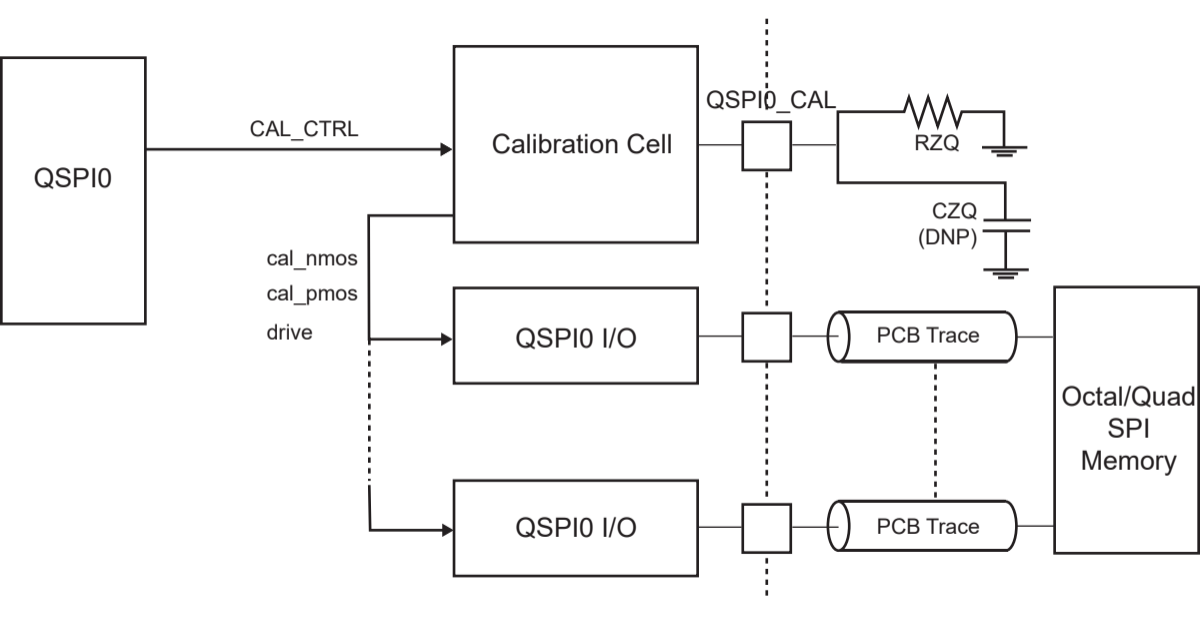 QSPI0
CAL_CTRL
Calibration Cell
QSPI0_CAL
RZQ
CZQ
(DNP)
cal_nmos
cal_pmos
drive
QSPI0 I/O
PCB Trace
Octal/Quad
SPI
Memory
QSPI0 I/O
PCB Trace